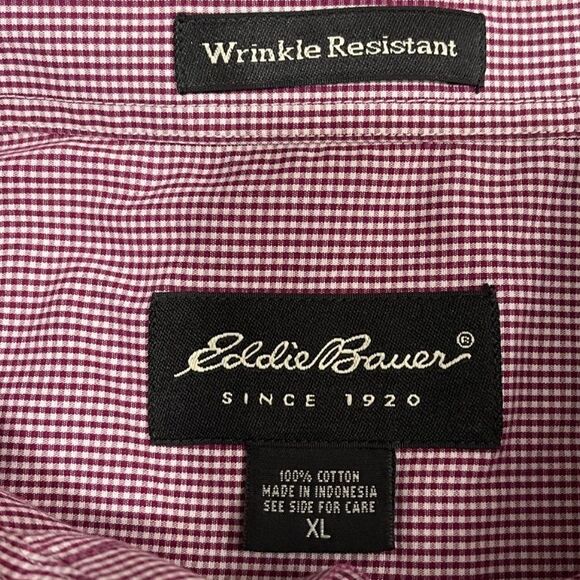 Wrinkle Resistant
Eddie Bauer®
SINCE 1920
100% COTTON
MADE IN INDONESIA
SEE SIDE FOR CARE
XL